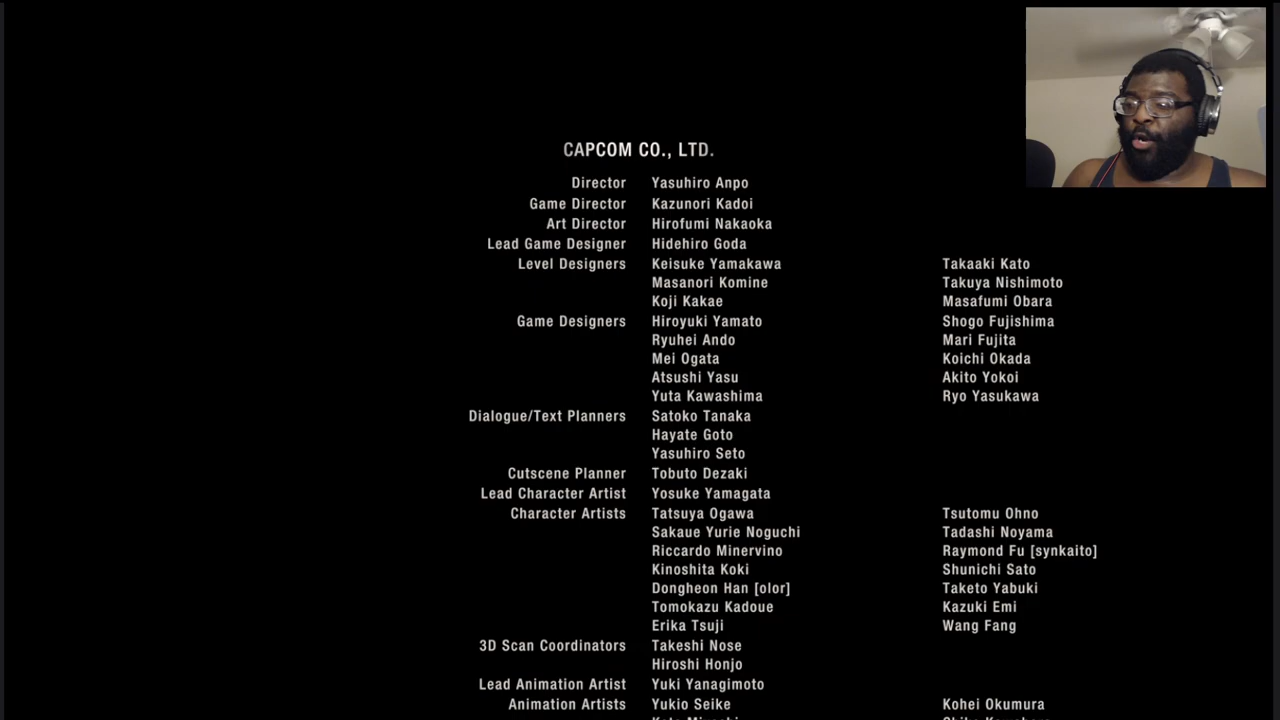 CAPCOM CO., LTD.
Director Yasuhiro Anpo
Game Director Kazunori Kadoi
Art Director Hirofumi Nakaoka
Lead Game Designer Hidehiro Goda
Level Designers Keisuke Yamakawa Takaaki Kato
Masanori Komine Takuya Nishimoto
Koji Kakae Masafumi Obara
Game Designers Hiroyuki Yamato Shogo Fujishima
Ryuhei Ando Mari Fujita
Mei Ogata Koichi Okada
Atsushi Yasu Akito Yokoi
Yuta Kawashima Ryo Yasukawa
Dialogue/Text Planners Satoko Tanaka
Hayate Goto
Yasuhiro Seto
Cutscene Planner Tobuto Dezaki
Lead Character Artist Yosuke Yamagata
Character Artists Tatsuya Ogawa Tsutomu Ohno
Sakaue Yurie Noguchi Tadashi Noyama
Riccardo Minervino Raymond Fu [synkaito]
Kinoshita Koki Shunichi Sato
Dongheon Han [olor] Taketo Yabuki
Tomokazu Kadoue Kazuki Emi
Erika Tsuji Wang Fang
3D Scan Coordinators Takeshi Nose
Hiroshi Honjo
Lead Animation Artist Yuki Yanagimoto
Animation Artists Yukio Seike Kohei Okumura